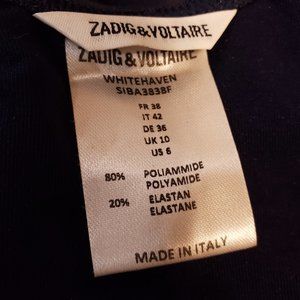 ZADIG&VOLTAIRE
ZADIG&VOLTAIRE
WHITEHAVEN
SIBA3838F
FR 38
IT 42
DE 36
UK 10
US 6
80% POLIAMMIDE
POLYAMIDE
20% ELASTAN
ELASTANE
MADE IN ITALY